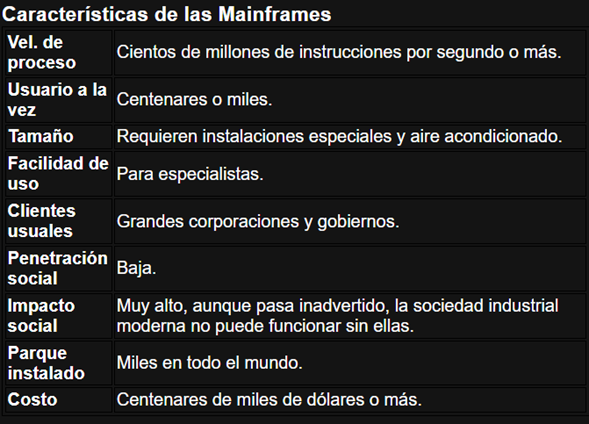 Características de las Mainframes
Vel. de proceso Cientos de millones de instrucciones por segundo o más.
Usuario a la vez Centenares o miles.
Tamaño Requieren instalaciones especiales y aire acondicionado.
Facilidad de uso Para especialistas.
Clientes usuales Grandes corporaciones y gobiernos.
Penetración social Baja.
Impacto social Muy alto, aunque pasa inadvertido, la sociedad industrial moderna no puede funcionar sin ellas.
Parque instalado Miles en todo el mundo.
Costo Centenares de miles de dólares o más.